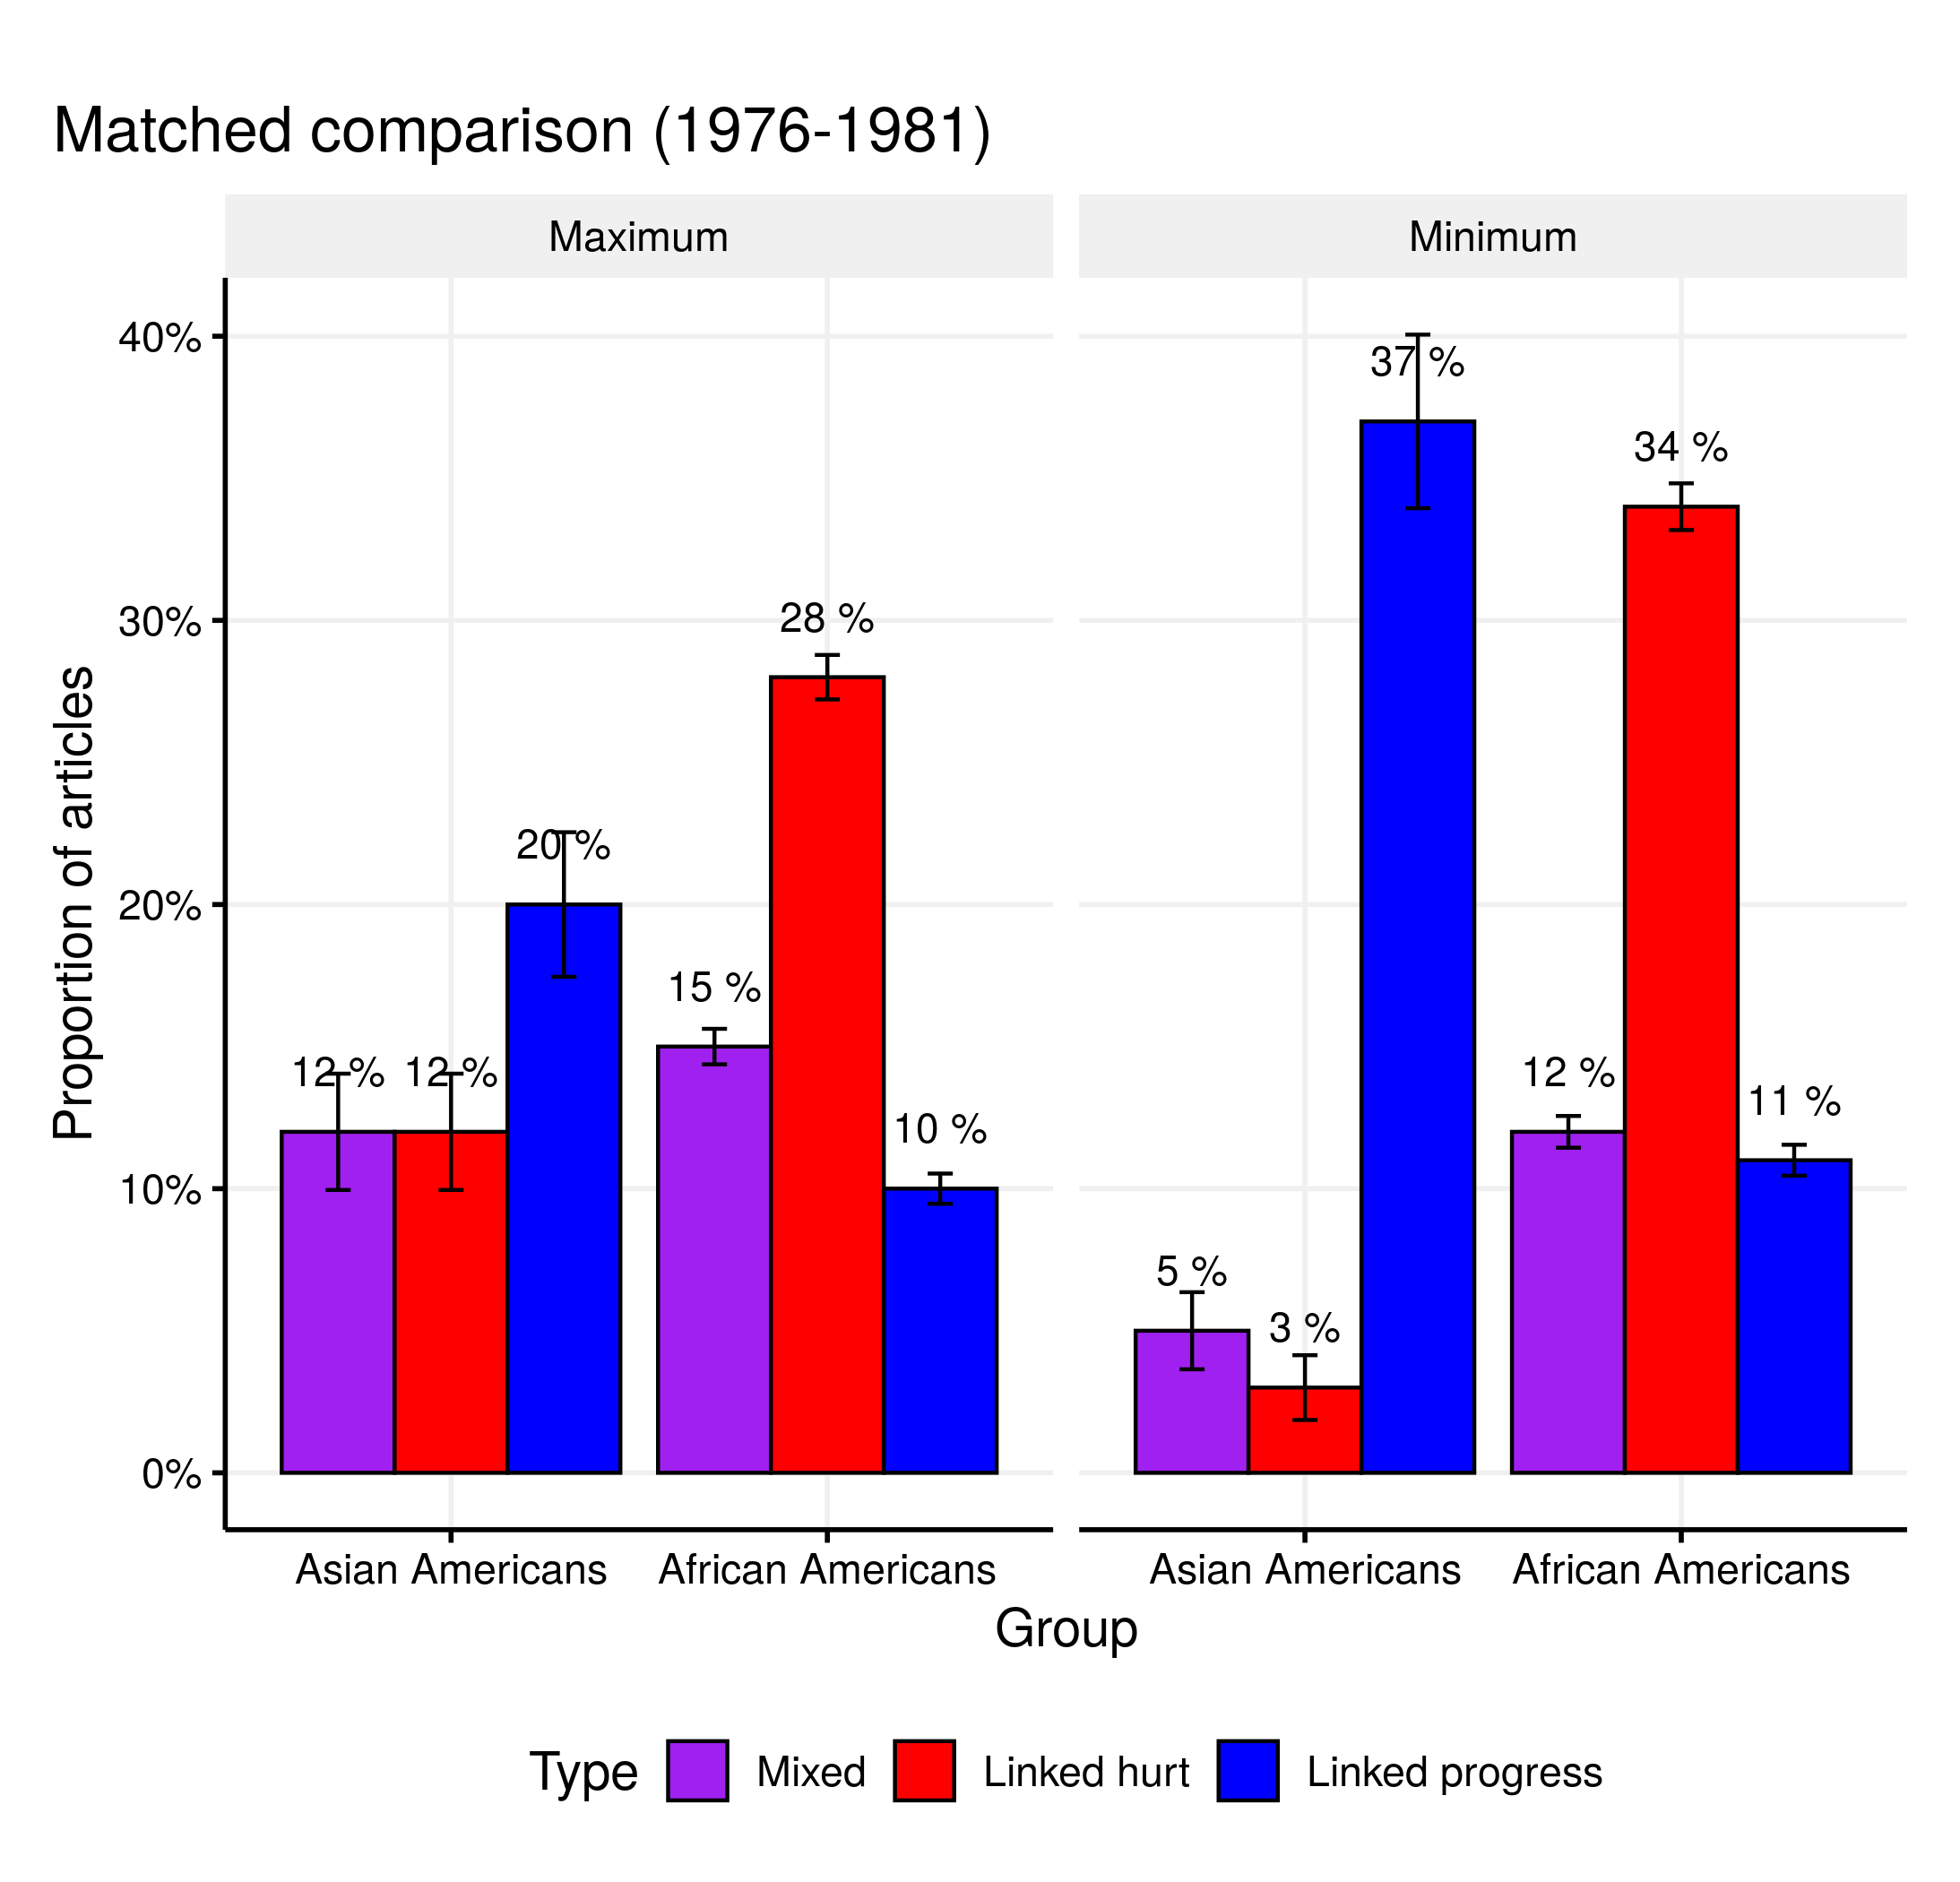 Matched comparison (1976-1981)
Maximum
Minimum
Proportion of articles
40%
30%
20%
10%
0%
12 %
12 %
20 %
15 %
28 %
10 %
5 %
3 %
37 %
12 %
34 %
11 %
Asian Americans
African Americans
Asian Americans
African Americans
Group
Type
Mixed
Linked hurt
Linked progress